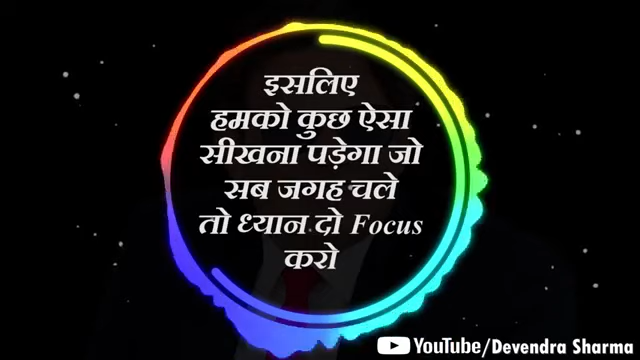 इसलिए
हमको कुछ ऐसा
सीखना पड़ेगा जो
सब जगह चले
तो ध्यान दो Focus
करो
YouTube/Devendra Sharma